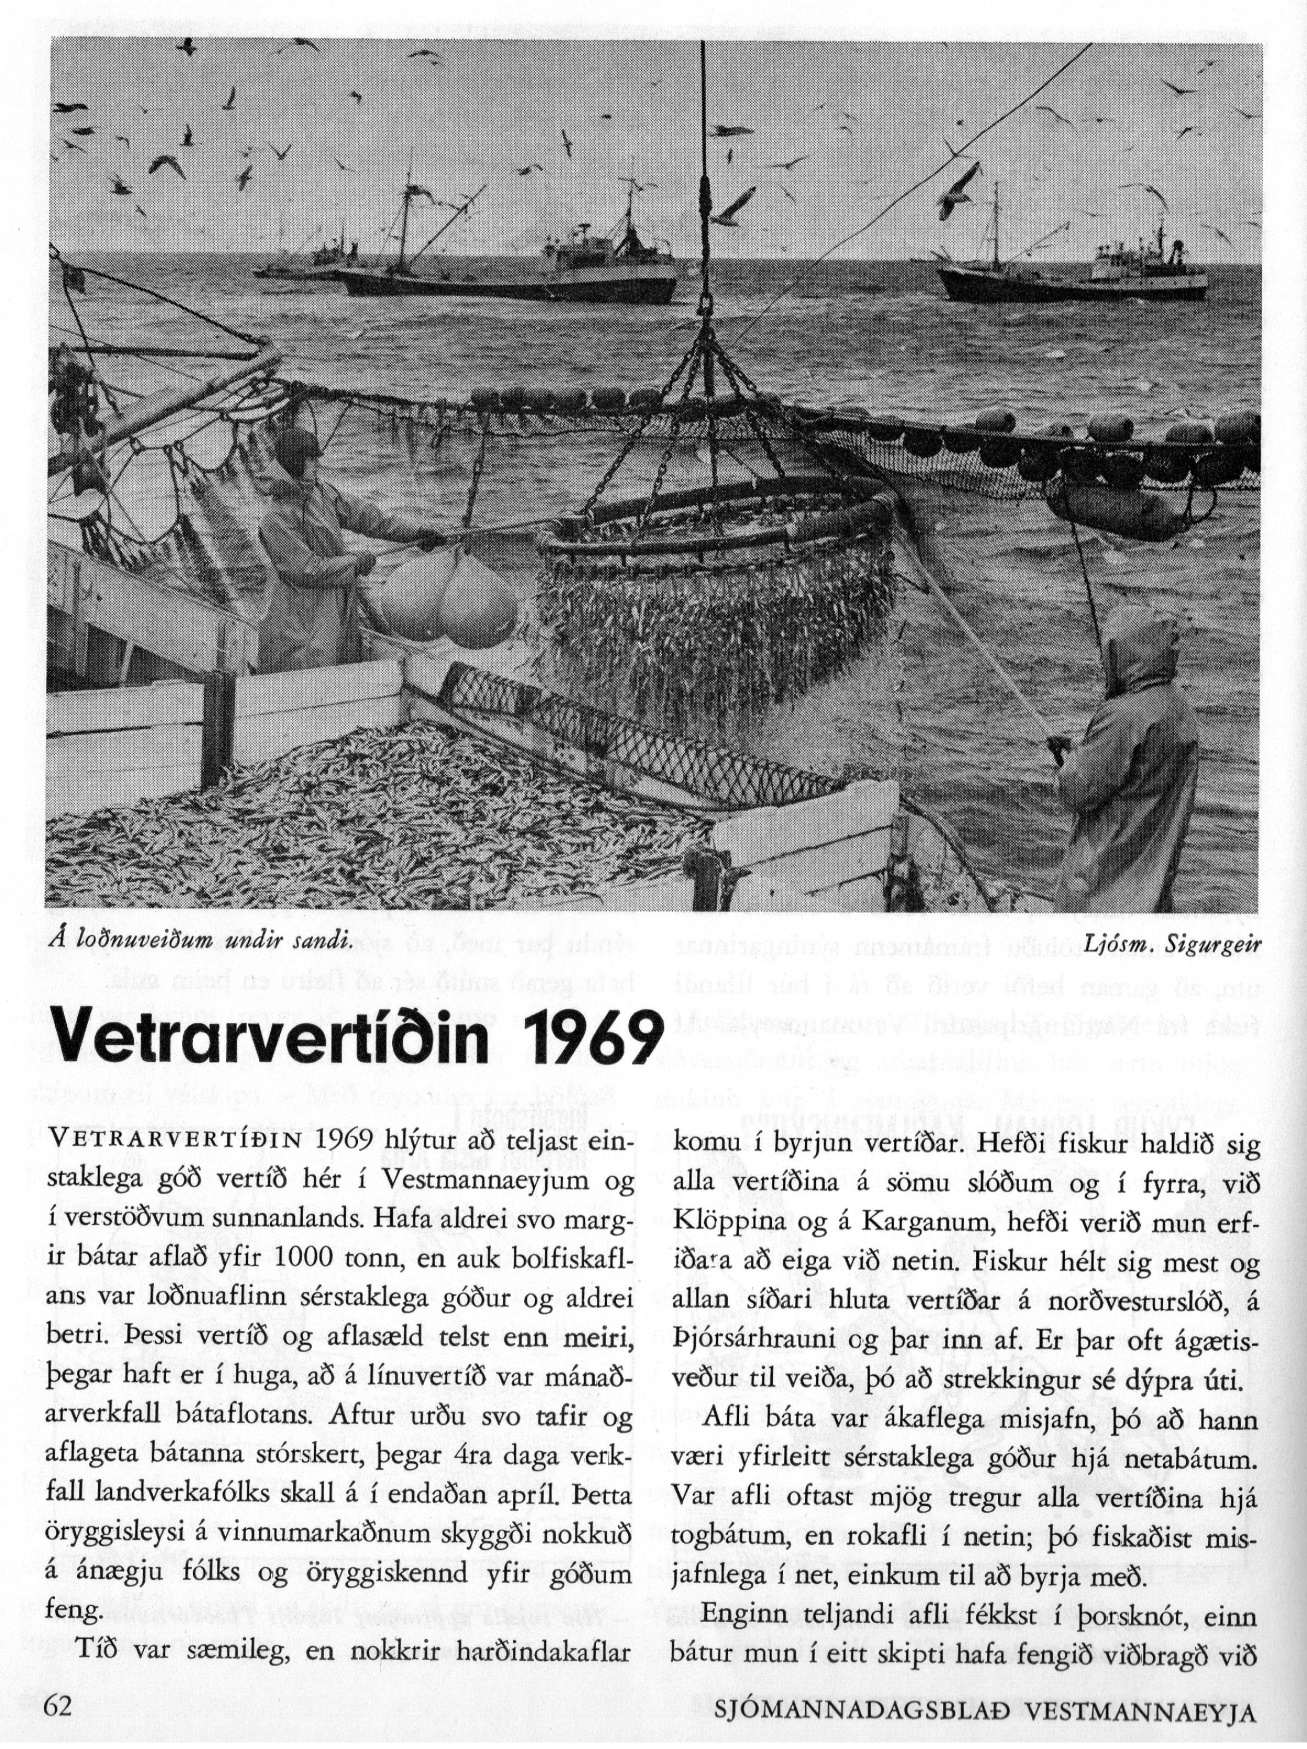 Á loðnuveiðum undir sandi.
Ljósm. Sigurgeir
Vetrarvertíðin 1969
VETRARVERTÍÐIN 1969 hlýtur að teljast ein-
staklega góð vertíð hér í Vestmannaeyjum og
í verstöðvum sunnanlands. Hafa aldrei svo marg-
ir bátar aflað yfir 1000 tonn, en auk bolfiskafl-
ans var loðnuaflinn sérstaklega góður og aldrei
betri. Þessi vertíð og aflasæld telst enn meiri,
þegar haft er í huga, að á línuvertíð var mánað-
arverkfall bátaflotans. Aftur urðu svo tafir og
aflageta bátanna stórskert, þegar 4ra daga verk-
fall landverkafólks skall á í endaðan apríl. Þetta
öryggisleysi á vinnumarkaðnum skyggði nokkuð
á ánægju fólks og öryggiskennd yfir góðum
feng.
Tíð var sæmileg, en nokkrir harðindakaflar
komu í byrjun vertíðar. Hefði fiskur haldið sig
alla vertíðina á sömu slóðum og í fyrra, við
Klöppina og á Karganum, hefði verið mun erf-
iðara að eiga við netin. Fiskur hélt sig mest og
allan síðari hluta vertíðar á norðvesturslóð, á
Þjórsárhrauni og þar inn af. Er þar oft ágætis-
veður til veiða, þó að strekkingur sé dýpra úti.
Afli báta var ákaflega misjafn, þó að hann
væri yfirleitt sérstaklega góður hjá netabátum.
Var afli oftast mjög tregur alla vertíðina hjá
togbátum, en rokafli í netin; þó fiskaðist mis-
jafnlega í net, einkum til að byrja með.
Enginn teljandi afli fékkst í þorsknót, einn
bátur mun í eitt skipti hafa fengið viðbragð við
62
SJÓMANNADAGSBLAÐ VESTMANNAEYJA